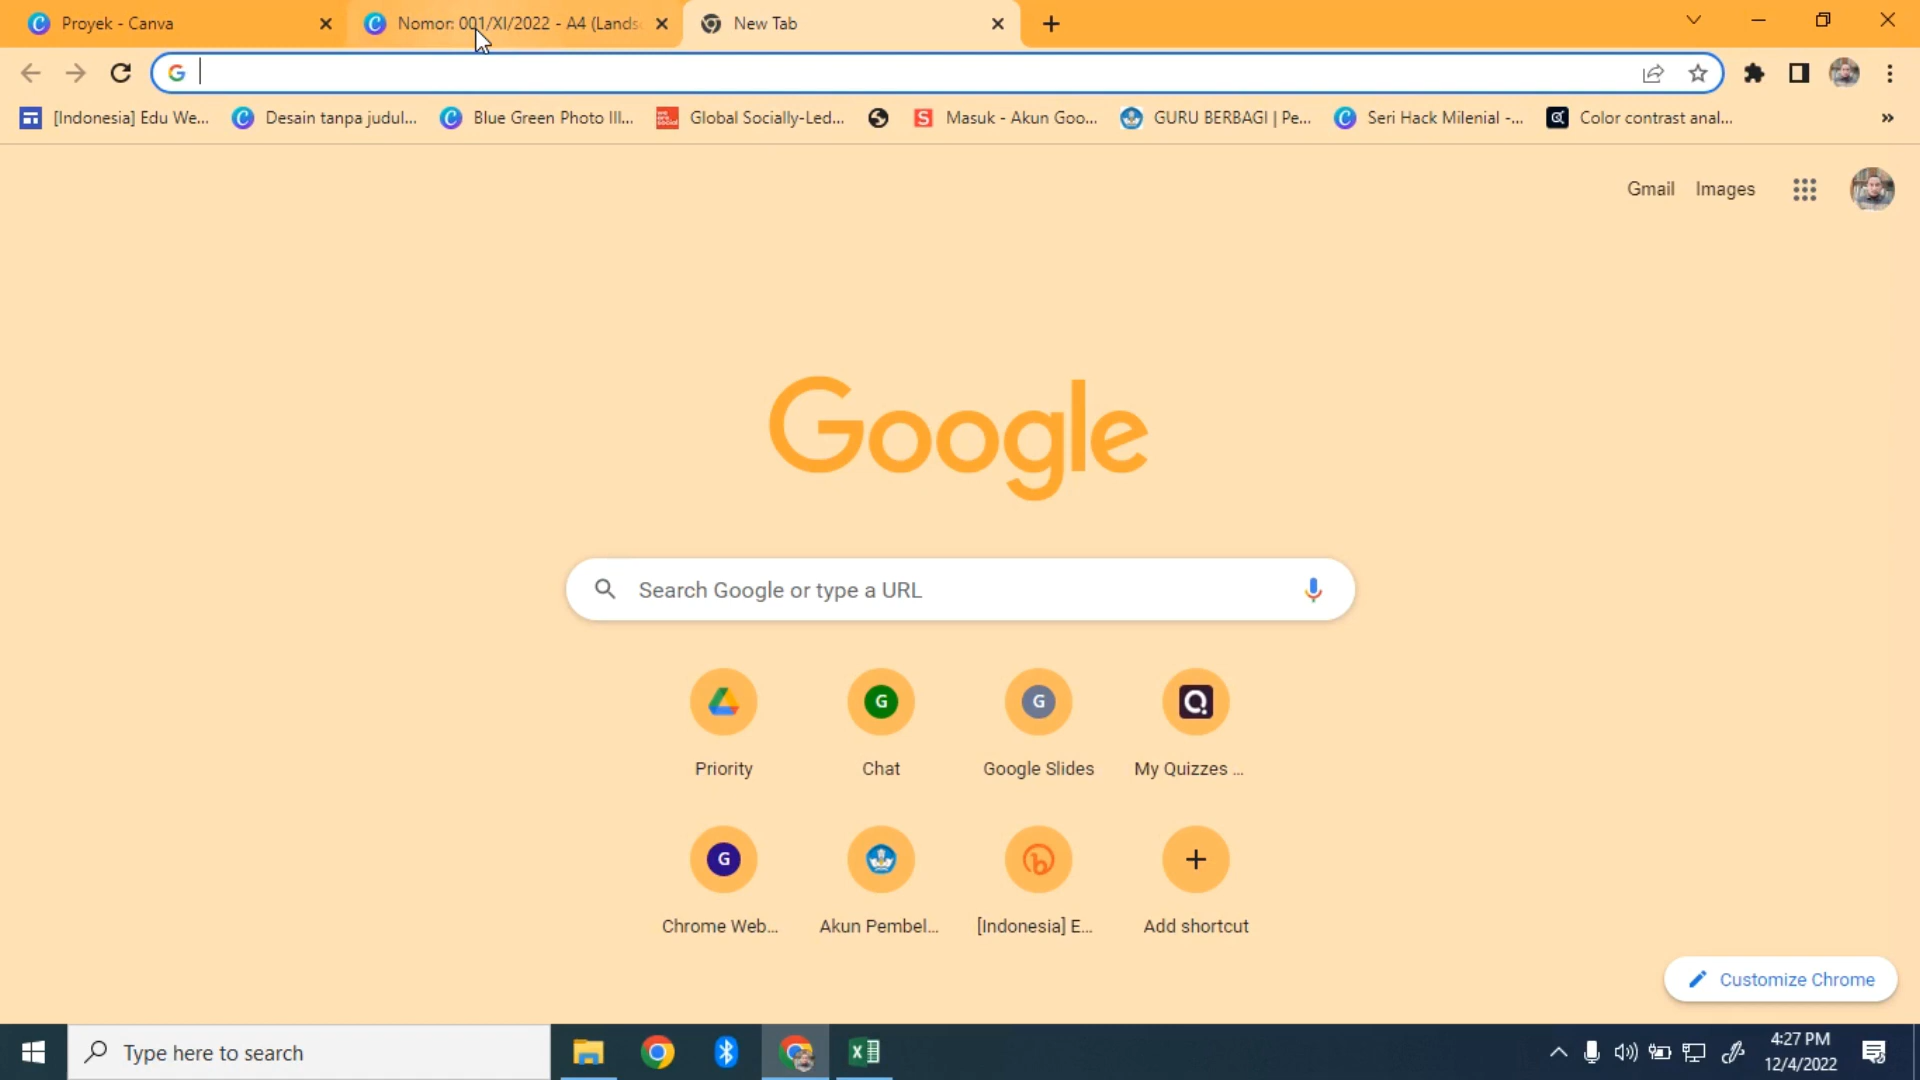 Proyek - Canva
Nomor: 001/XI/2022 - A4 (Lands
New Tab
[Indonesia] Edu We...
Desain tanpa judul...
Blue Green Photo Ill...
Global Socially-Led...
Masuk - Akun Goo...
GURU BERBAGI | Pe...
Seri Hack Milenial -...
Color contrast anal...
Gmail
Images
Google
Search Google or type a URL
Priority
Chat
Google Slides
My Quizzes ...
Chrome Web...
Akun Pembel...
[Indonesia] E...
Add shortcut
Customize Chrome
Type here to search
4:27 PM
12/4/2022